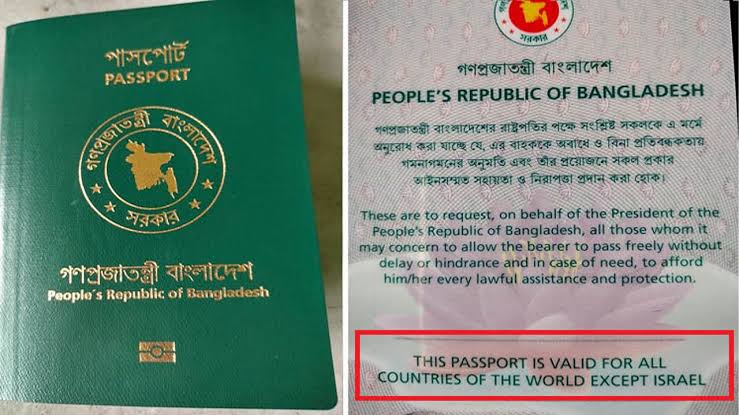 পাসপোর্ট
PASSPORT
গণপ্রজাতন্ত্রী বাংলাদেশ
সরকার
গণপ্রজাতন্ত্রী বাংলাদেশ
People's Republic of Bangladesh
সরকার
গণপ্রজাতন্ত্রী বাংলাদেশ
PEOPLE'S REPUBLIC OF BANGLADESH
গণপ্রজাতন্ত্রী বাংলাদেশের রাষ্ট্রপতির পক্ষে সংশ্লিষ্ট সকলকে এ মর্মে
অনুরোধ করা যাচ্ছে যে, এর বাহককে অবাধে ও বিনা প্রতিবন্ধকতায়
গমনাগমনের অনুমতি এবং তাঁর প্রয়োজনে সকল প্রকার
আইনসম্মত সহায়তা ও নিরাপত্তা প্রদান করা হোক।
These are to request, on behalf of the President of the
People's Republic of Bangladesh, all those whom it
may concern to allow the bearer to pass freely without
delay or hindrance and in case of need, to afford
him/her every lawful assistance and protection.
THIS PASSPORT IS VALID FOR ALL
COUNTRIES OF THE WORLD EXCEPT ISRAEL